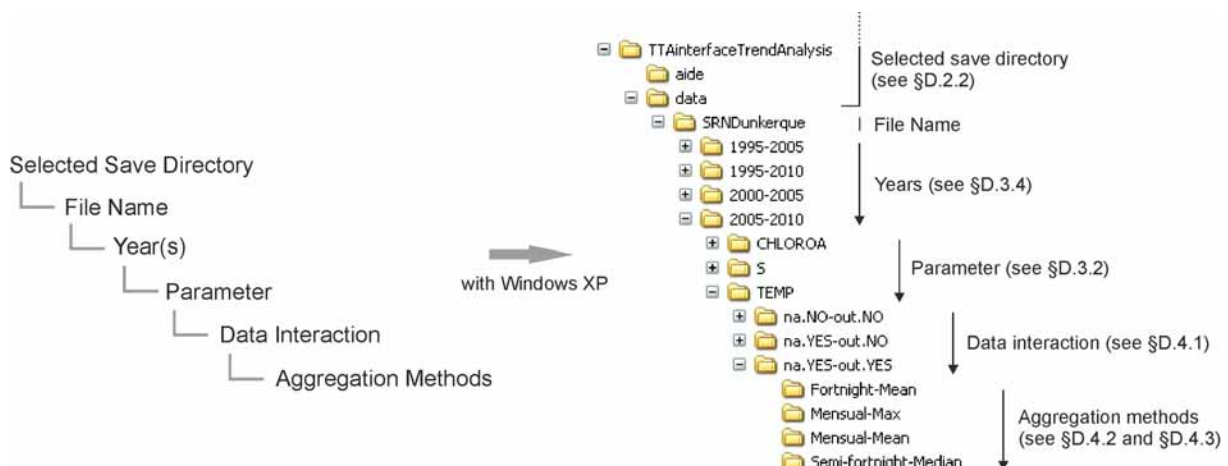 Selected Save Directory
File Name
Year(s)
Parameter
Data Interaction
Aggregation Methods
with Windows XP
TTAinterfaceTrendAnalysis
aide
data
SRNDunkerque
1995-2005
1995-2010
2000-2005
2005-2010
CHLOROA
S
TEMP
na.NO-out.NO
na.YES-out.NO
na.YES-out.YES
Fortnight-Mean
Mensual-Max
Mensual-Mean
Semi-fortnight-Median
Selected save directory
(see §D.2.2)
File Name
Years (see §D.3.4)
Parameter (see §D.3.2)
Data interaction (see §D.4.1)
Aggregation methods
(see §D.4.2 and §D.4.3)